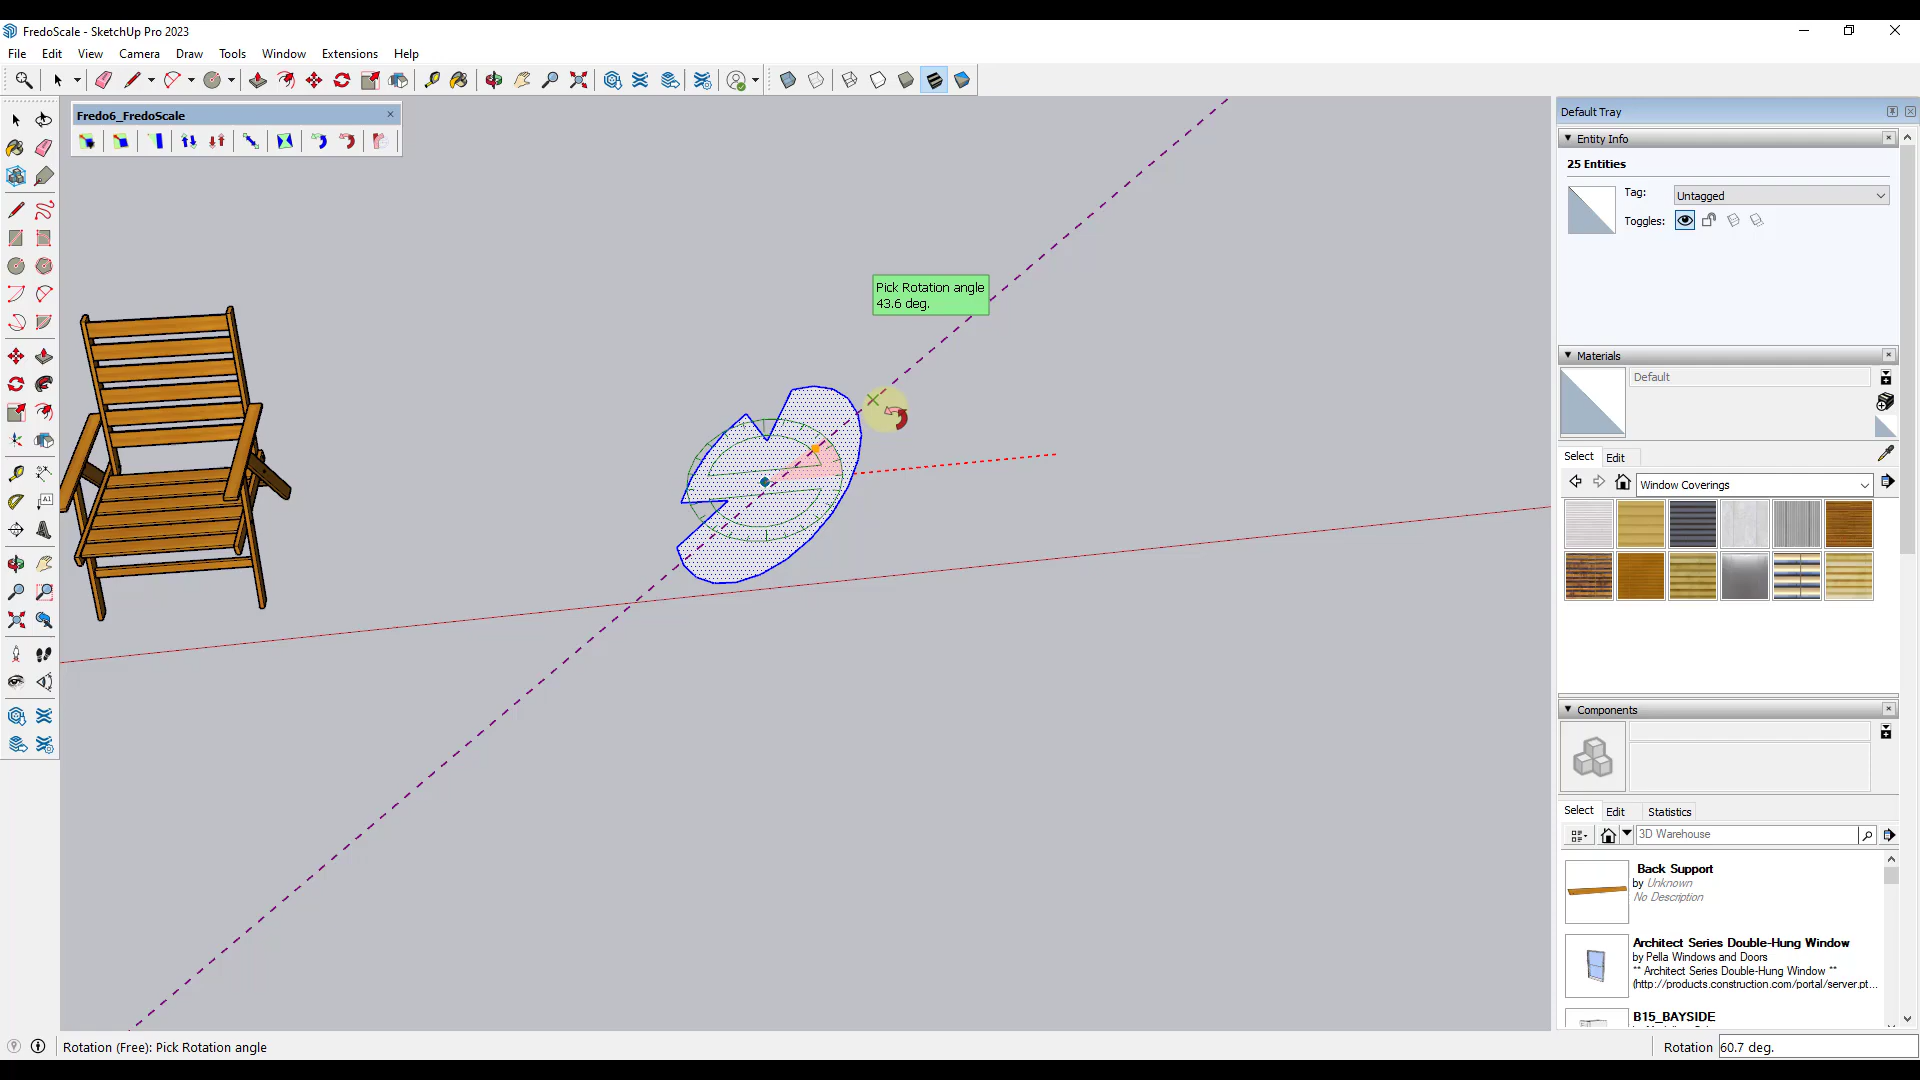 FredoScale - SketchUp Pro 2023
File Edit View Camera Draw Tools Window Extensions Help
Fredo6_FredoScale
Pick Rotation angle
43.6 deg.
A1
Default Tray
Entity Info
25 Entities
Tag: Untagged
Toggles:
Materials
Default
Select Edit
Window Coverings
Components
Select Edit Statistics
3D Warehouse
Back Support
by Unknown
No Description
Architect Series Double-Hung Window
by Pella Windows and Doors
** Architect Series Double-Hung Window **
(http://products.construction.com/portal/server.pt...
B15_BAYSIDE
Rotation (Free): Pick Rotation angle
Rotation 60.7 deg.